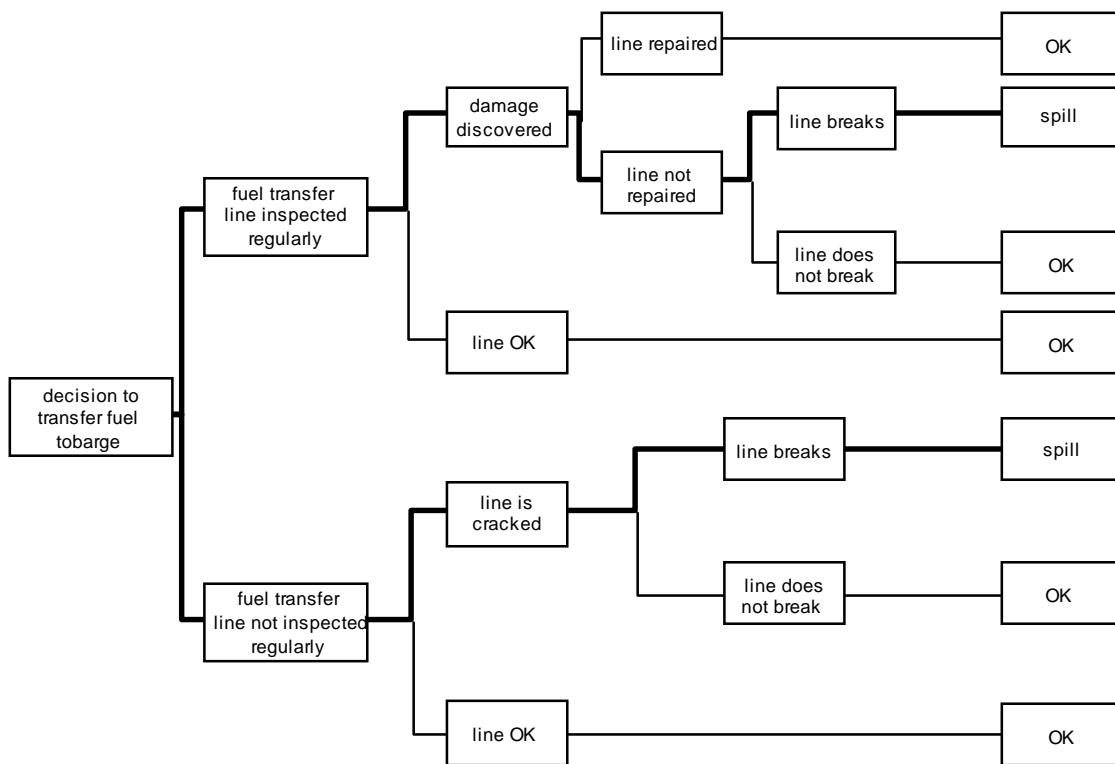 line repaired
OK
damage
discovered
line breaks
spill
line not
repaired
fuel transfer
line inspected
regularly
line does
not break
OK
line OK
OK
decision to
transfer fuel
tobarge
line breaks
spill
line is
cracked
line does
not break
OK
fuel transfer
line not inspected
regularly
line OK
OK